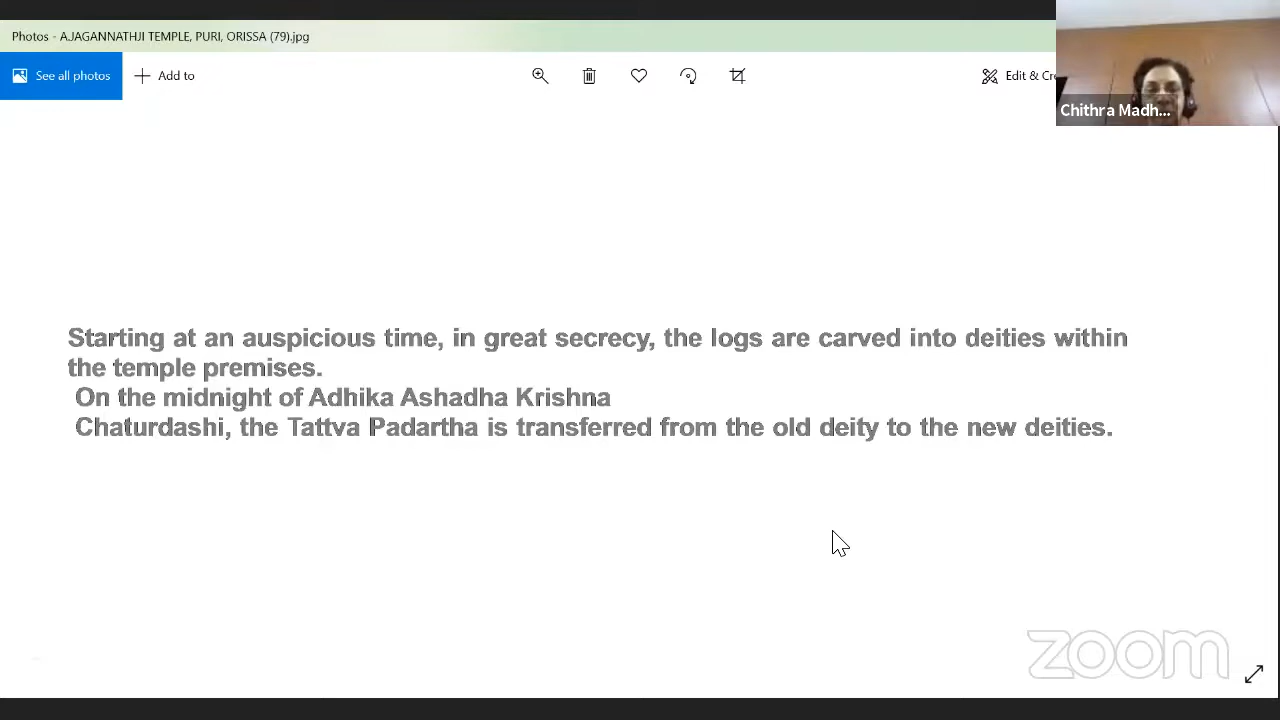 Photos - A.JAGANNATHJI TEMPLE, PURI, ORISSA (79).jpg
See all photos
Add to
Edit & Cre
Chithra Madh...
Starting at an auspicious time, in great secrecy, the logs are carved into deities within
the temple premises.
On the midnight of Adhika Ashadha Krishna
Chaturdashi, the Tattva Padartha is transferred from the old deity to the new deities.
zoom